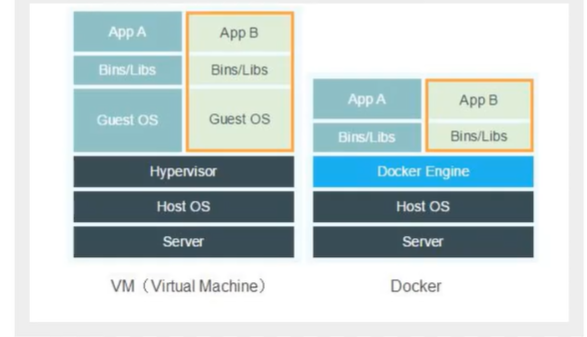 App A App B
Bins/Libs Bins/Libs
Guest OS Guest OS
Hypervisor
Host OS
Server
VM（Virtual Machine）
App A App B
Bins/Libs Bins/Libs
Docker Engine
Host OS
Server
Docker